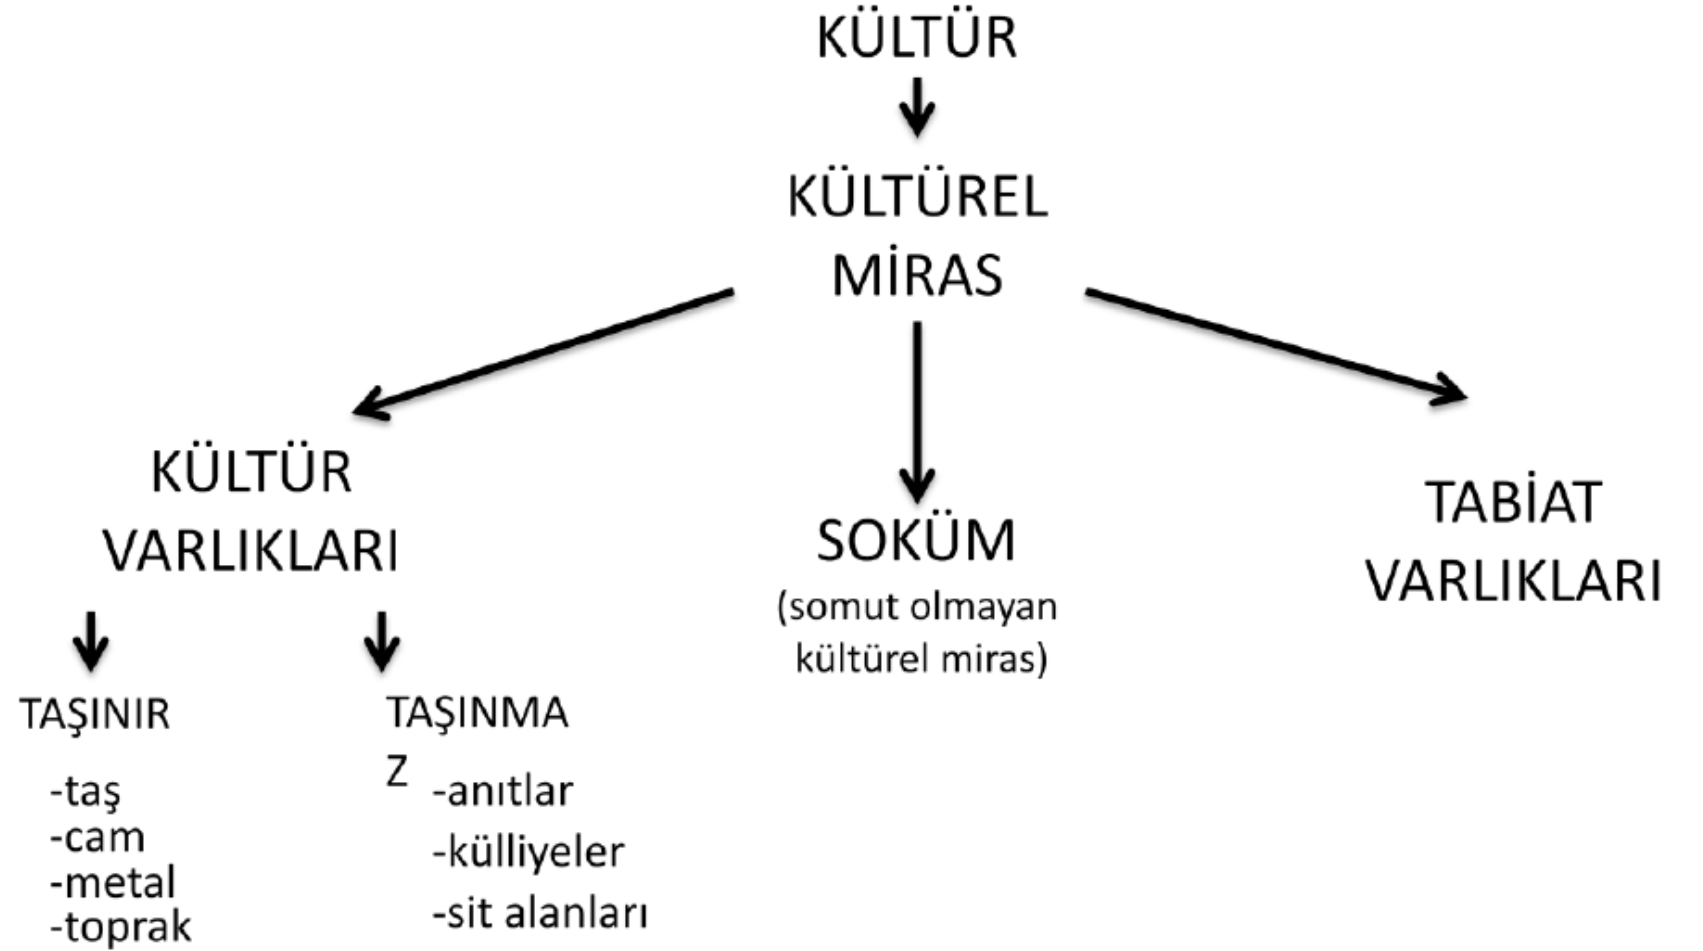 KÜLTÜR
KÜLTÜREL
MİRAS
KÜLTÜR
VARLIKLARI
SOKÜM
(somut olmayan
kültürel miras)
TABİAT
VARLIKLARI
TAŞINIR
-taş
-cam
-metal
-toprak
TAŞINMA
Z
-anıtlar
-külliyeler
-sit alanları